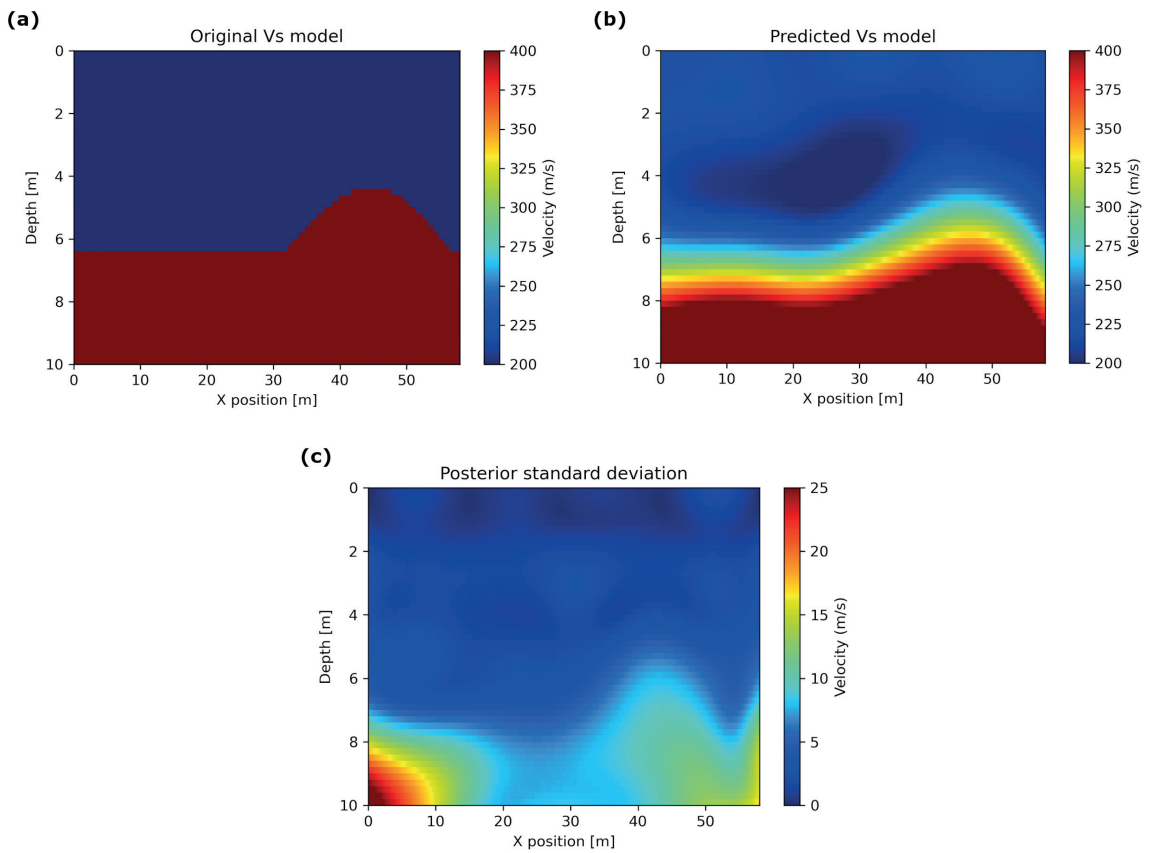 (a)
Original Vs model
0
2
4
6
8
10
Depth [m]
0 10 20 30 40 50
X position [m]
400
375
350
325
300
275
250
225
200
Velocity (m/s)
(b)
Predicted Vs model
0
2
4
6
8
10
Depth [m]
0 10 20 30 40 50
X position [m]
400
375
350
325
300
275
250
225
200
Velocity (m/s)
(c)
Posterior standard deviation
0
2
4
6
8
10
Depth [m]
0 10 20 30 40 50
X position [m]
25
20
15
10
5
0
Velocity (m/s)